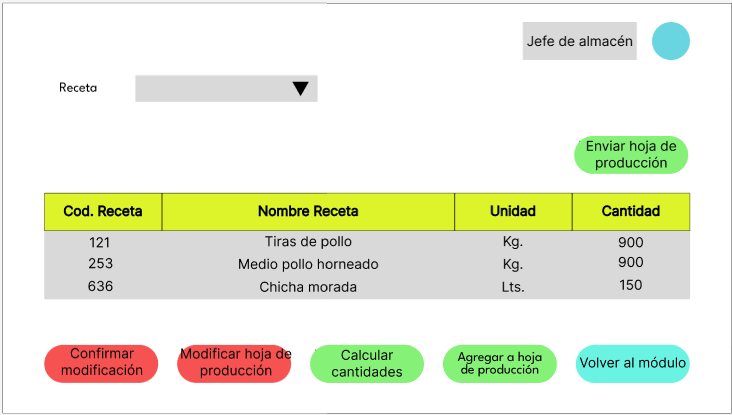 Jefe de almacén
Receta
Enviar hoja de
producción
Cod. Receta Nombre Receta Unidad Cantidad
121 Tiras de pollo Kg. 900
253 Medio pollo horneado Kg. 900
636 Chicha morada Lts. 150
Confirmar
modificación
Modificar hoja de
producción
Calcular
cantidades
Agregar a hoja
de producción
Volver al módulo